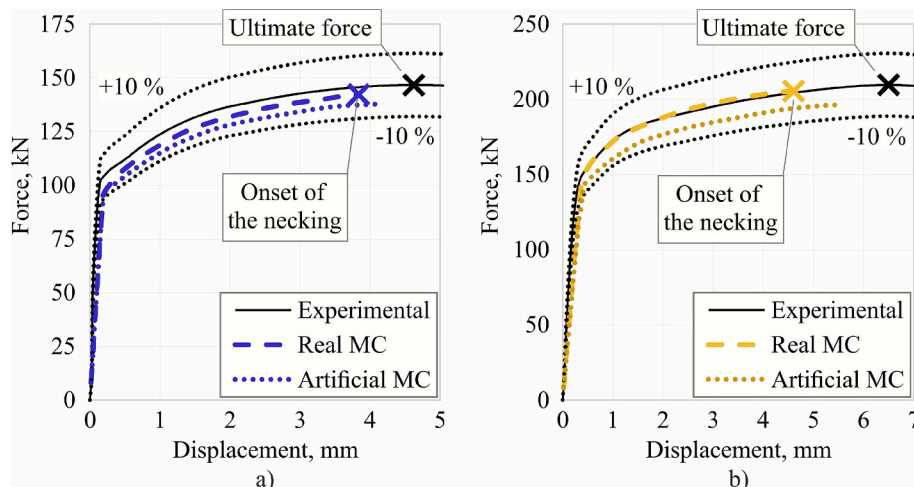 175
150
125
100
75
50
25
0
Force, kN
Ultimate force
+10 %
-10 %
Onset of
the necking
Experimental
Real MC
Artificial MC
0 1 2 3 4 5
Displacement, mm
a)
250
200
150
100
50
0
Force, kN
Ultimate force
+10 %
-10 %
Onset of
the necking
Experimental
Real MC
Artificial MC
0 1 2 3 4 5 6 7
Displacement, mm
b)